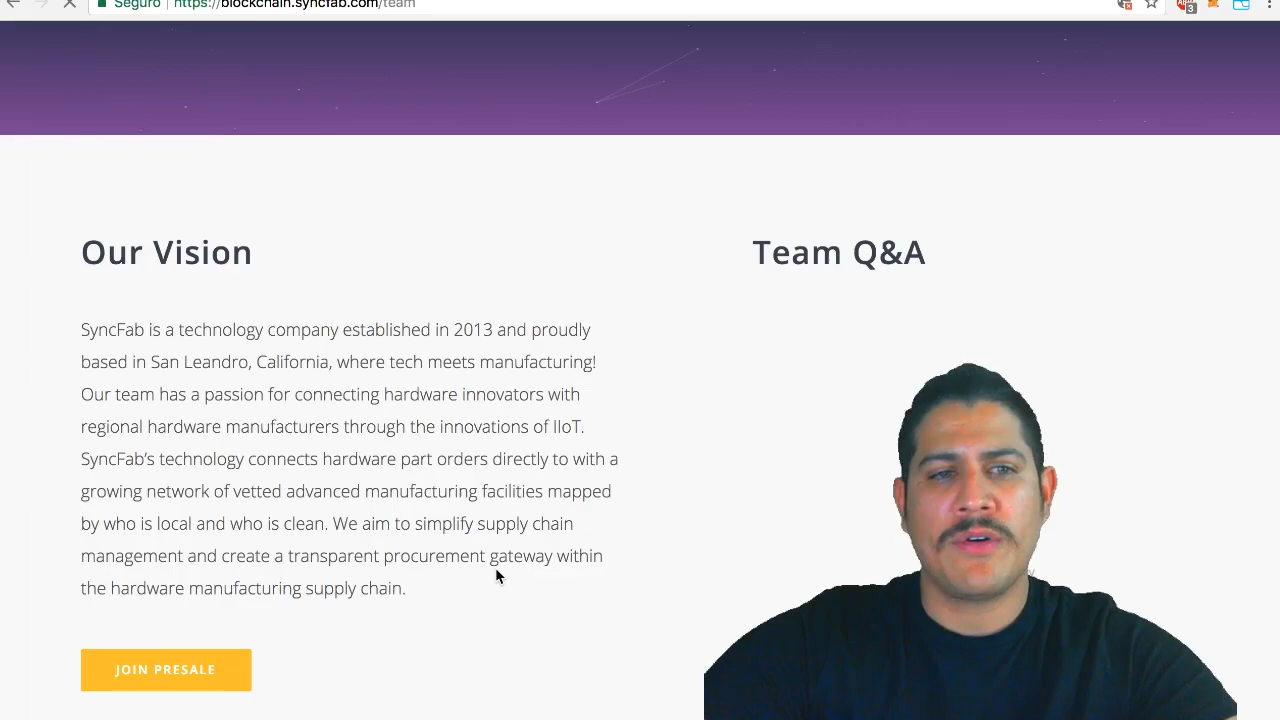 Seguro https://blockchain.syncfab.com/team
3
Our Vision
Team Q&A
SyncFab is a technology company established in 2013 and proudly
based in San Leandro, California, where tech meets manufacturing!
Our team has a passion for connecting hardware innovators with
regional hardware manufacturers through the innovations of IIoT.
SyncFab’s technology connects hardware part orders directly to with a
growing network of vetted advanced manufacturing facilities mapped
by who is local and who is clean. We aim to simplify supply chain
management and create a transparent procurement gateway within
the hardware manufacturing supply chain.
JOIN PRESALE